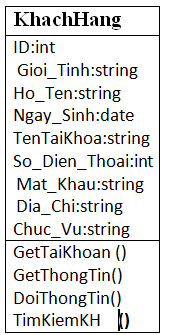 KhachHang
ID:int
Gioi_Tinh:string
Ho_Ten:string
Ngay_Sinh:date
TenTaiKhoa:string
So_Dien_Thoai:int
Mat_Khau:string
Dia_Chi:string
Chuc_Vu:string
GetTaiKhoan ()
GetThongTin()
DoiThongTin()
TimKiemKH ()